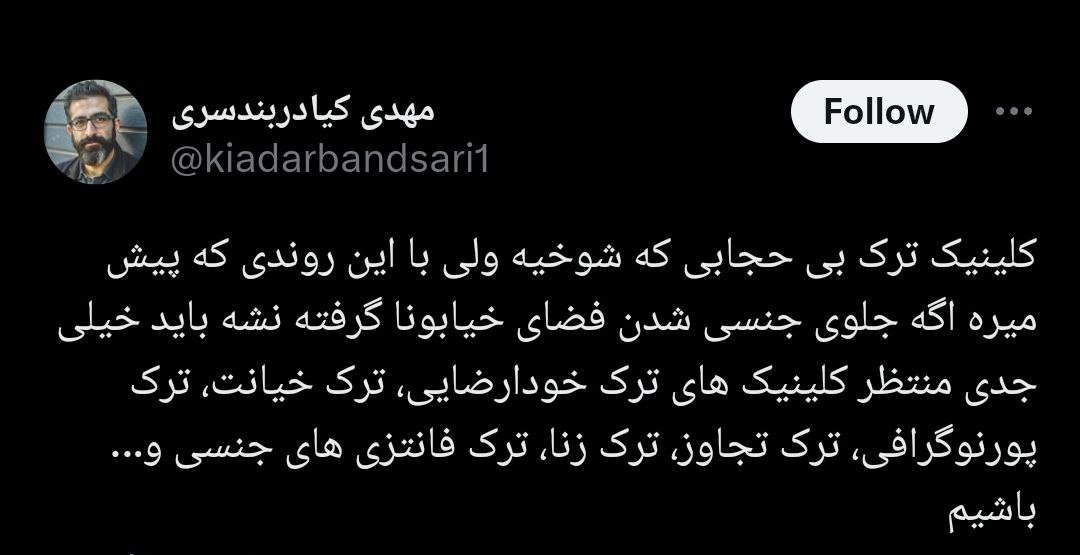 مهدی کیادربندسری
Follow
@kiadarbandsari1
کلینیک ترک بی حجابی که شوخیه ولی با این روندی که پیش
میره اگه جلوی جنسی شدن فضای خیابونا گرفته نشه باید خیلی
جدی منتظر کلینیک های ترک خودارضایی، ترک خیانت، ترک
پورنوگرافی، ترک تجاوز، ترک زنا، ترک فانتزی های جنسی و...
باشیم